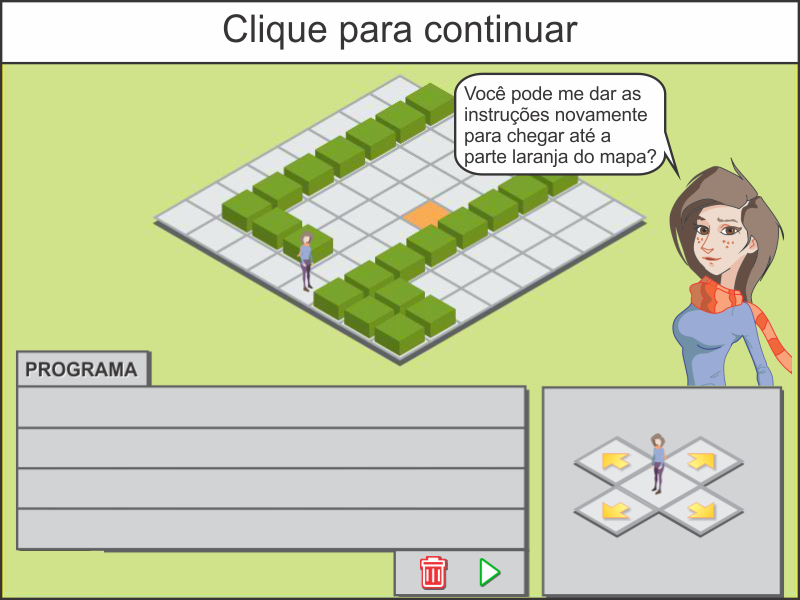 Clique para continuar
Você pode me dar as
instruções novamente
para chegar até a
parte laranja do mapa?
PROGRAMA